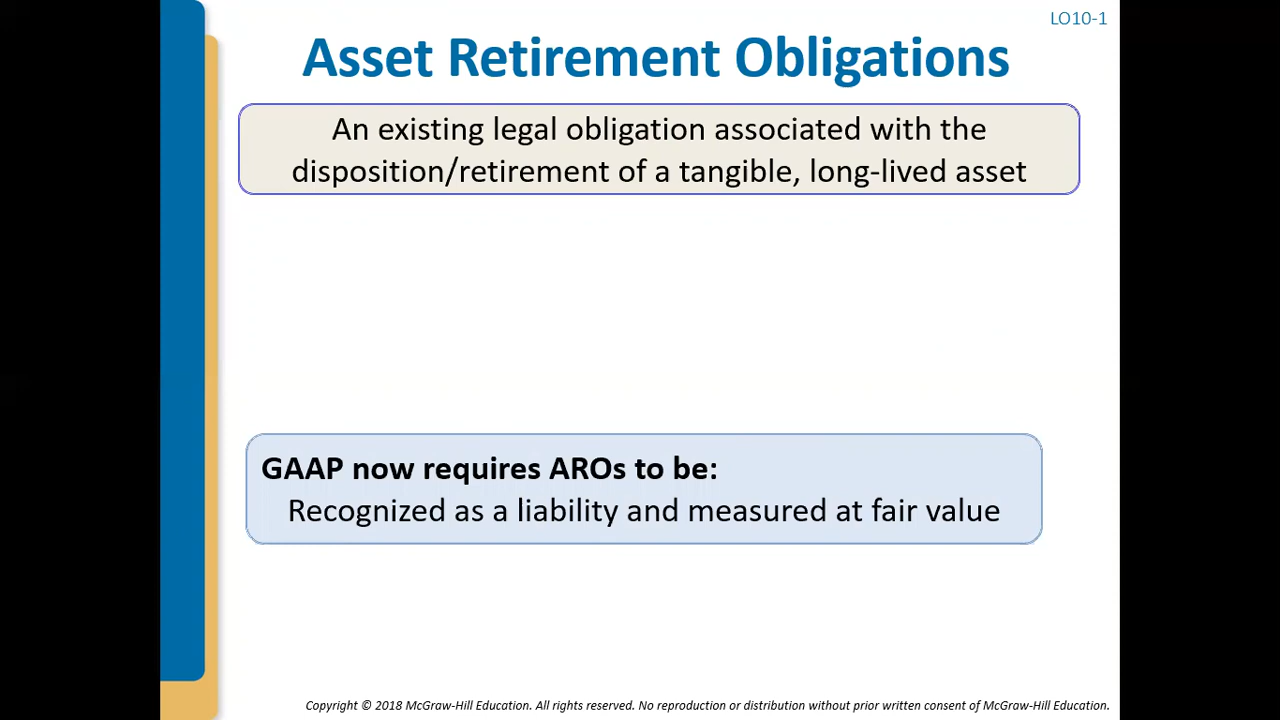 LO10-1
Asset Retirement Obligations
An existing legal obligation associated with the
disposition/retirement of a tangible, long-lived asset
GAAP now requires AROs to be:
Recognized as a liability and measured at fair value
Copyright © 2018 McGraw-Hill Education. All rights reserved. No reproduction or distribution without prior written consent of McGraw-Hill Education.